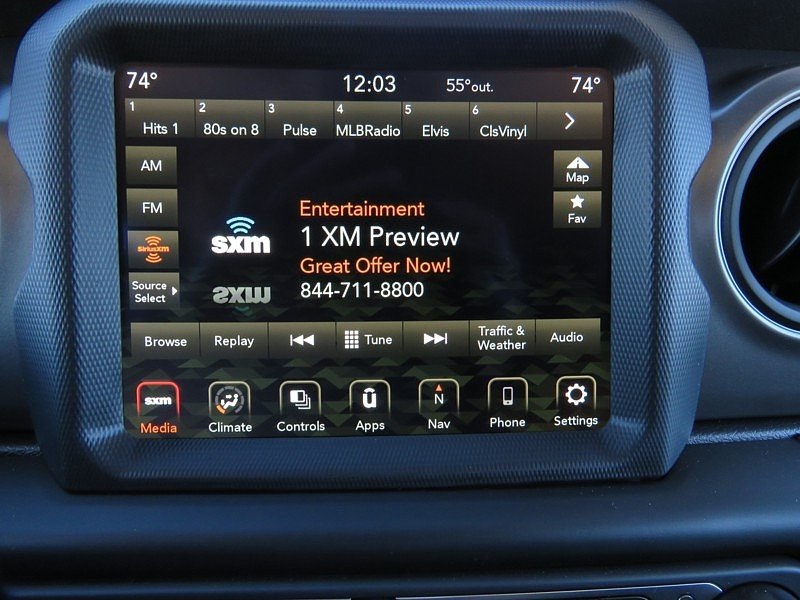 74° 12:03 55°out. 74°
1 2 3 4 5 6
Hits 1 80s on 8 Pulse MLBRadio Elvis ClsVinyl
AM
Map
FM
Fav
SiriusXM
Source
Select
sxm
Entertainment
1 XM Preview
Great Offer Now!
844-711-8800
Browse Replay Tune Traffic &
Weather Audio
sxm û N
Media Climate Controls Apps Nav Phone Settings